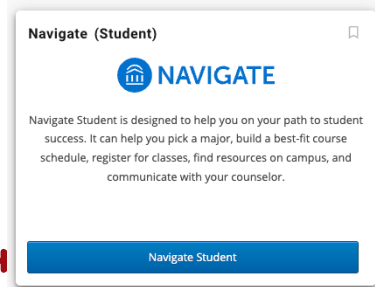 Navigate (Student)
NAVIGATE
Navigate Student is designed to help you on your path to student
success. It can help you pick a major, build a best-fit course
schedule, register for classes, find resources on campus, and
communicate with your counselor.
Navigate Student